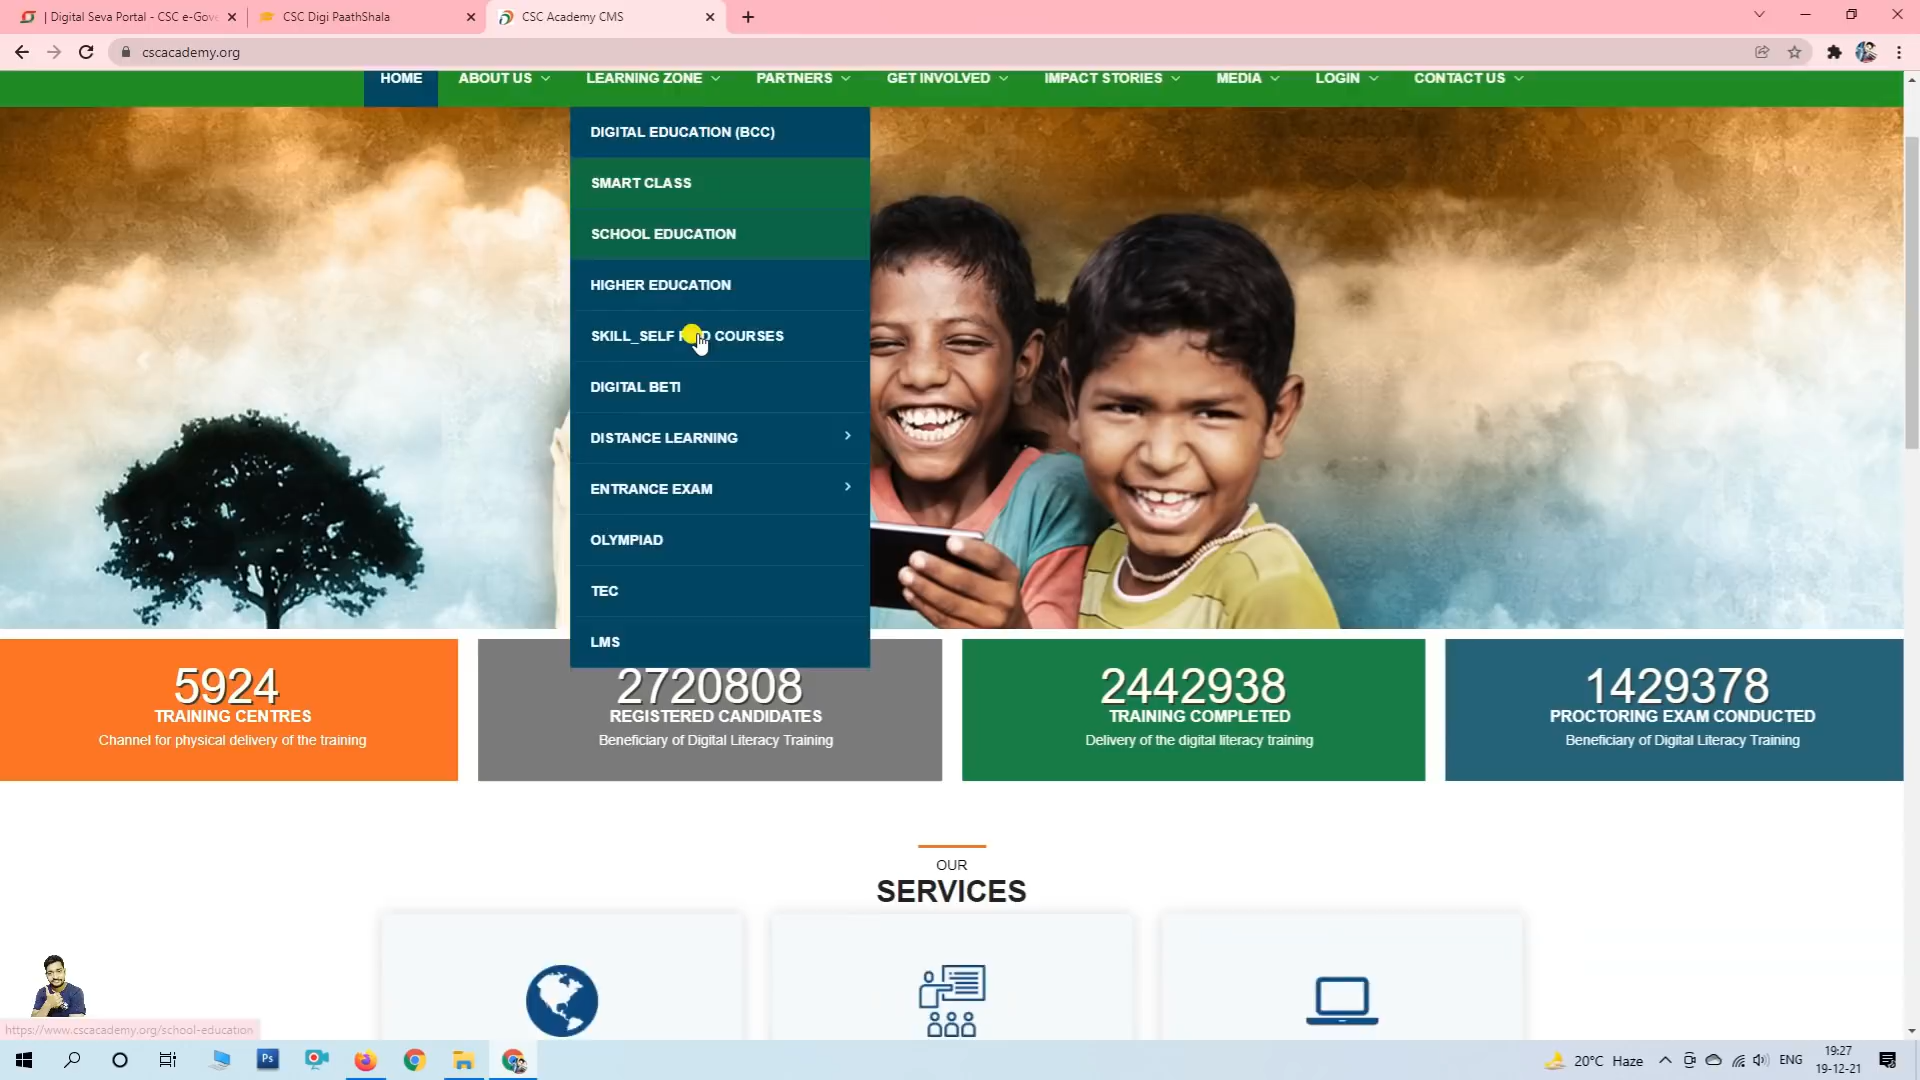 | Digital Seva Portal - CSC e-Gov
CSC Digi PaathShala
CSC Academy CMS
cscacademy.org
HOME
ABOUT US
LEARNING ZONE
PARTNERS
GET INVOLVED
IMPACT STORIES
MEDIA
LOGIN
CONTACT US
DIGITAL EDUCATION (BCC)
SMART CLASS
SCHOOL EDUCATION
HIGHER EDUCATION
SKILL_SELF COURSES
DIGITAL BETI
DISTANCE LEARNING
ENTRANCE EXAM
OLYMPIAD
TEC
LMS
5924
TRAINING CENTRES
Channel for physical delivery of the training
2720808
REGISTERED CANDIDATES
Beneficiary of Digital Literacy Training
2442938
TRAINING COMPLETED
Delivery of the digital literacy training
1429378
PROCTORING EXAM CONDUCTED
Beneficiary of Digital Literacy Training
OUR
SERVICES
https://www.cscacademy.org/school-education
Ps
20°C Haze
ENG
19:27
19-12-21